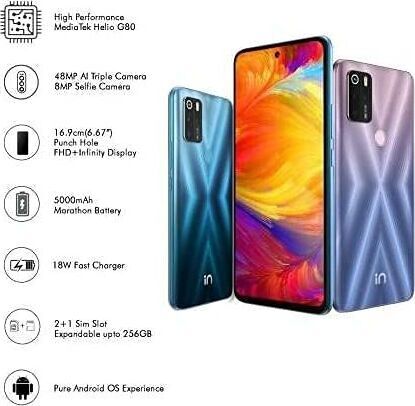 High Performance
MediaTek Helio G80
48MP AI Triple Camera
8MP Selfie Camera
16.9cm(6.67")
Punch Hole
FHD+Infinity Display
5000mAh
Marathon Battery
18W Fast Charger
2+1 Sim Slot
Expandable upto 256GB
Pure Android OS Experience
in
in